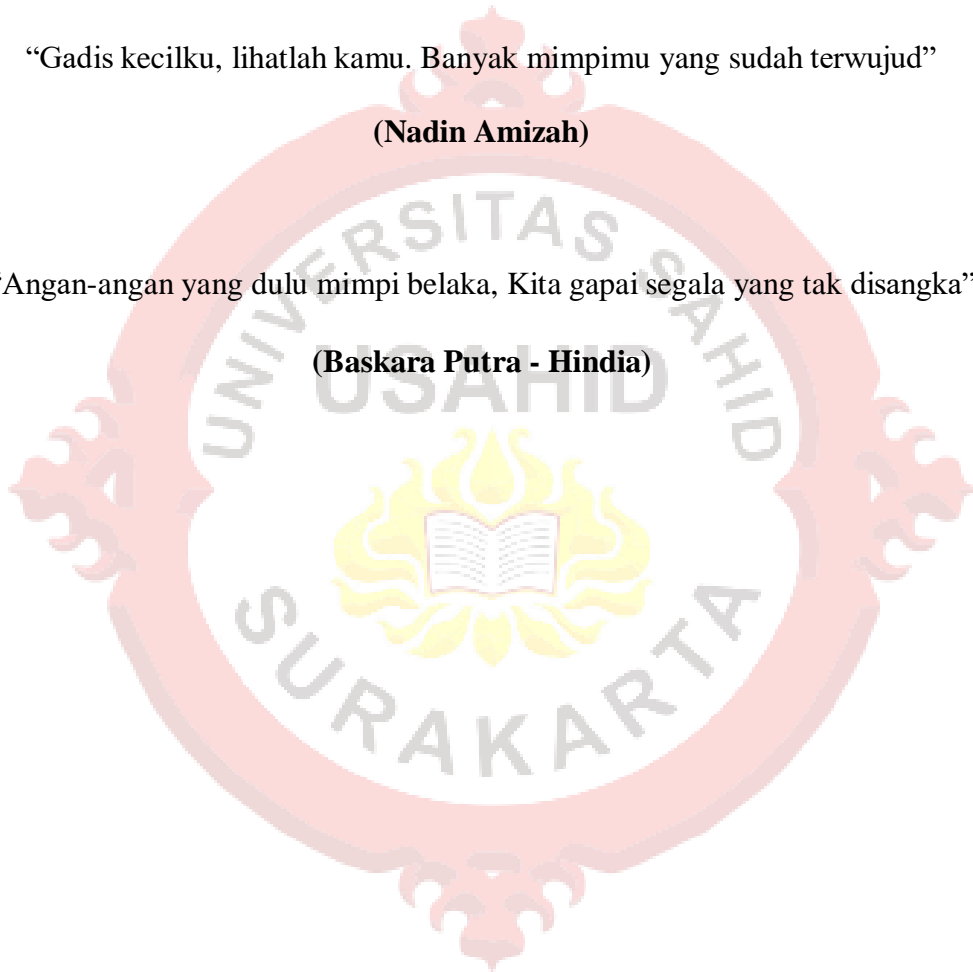 “Gadis kecilku, lihatlah kamu. Banyak mimpimu yang sudah terwujud”
(Nadin Amizah)
“Angan-angan yang dulu mimpi belaka, Kita gapai segala yang tak disangka”
(Baskara Putra - Hindia)
UNIVERSITAS SAHID
USAHID
SURAKARTA